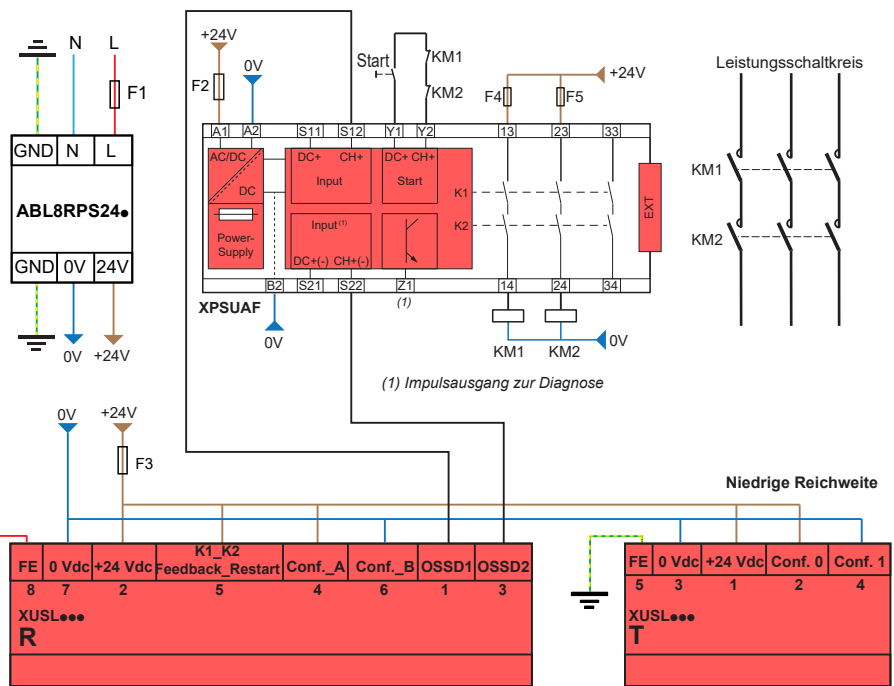 N L
F1
GND N L
ABL8RPS24●
GND 0V 24V
0V +24V
+24V
F2
0V
Start
KM1
KM2
F4
F5
+24V
A1 A2 S11 S12 Y1 Y2 13 23 33
AC/DC
DC
Power-
Supply
DC+ CH+
Input
DC+ CH+
Start
Input(1)
DC+(-) CH+(-)
K1
K2
EXT
B2 S21 S22 Z1 14 24 34
(1)
XPSUAF
0V
KM1 KM2
0V
(1) Impulsausgang zur Diagnose
Leistungsschaltkreis
KM1
KM2
0V +24V
F3
Niedrige Reichweite
FE 0 Vdc +24 Vdc K1_K2 Feedback_Restart Conf._A Conf._B OSSD1 OSSD2
8 7 2 5 4 6 1 3
XUSL●●●
R
FE 0 Vdc +24 Vdc Conf. 0 Conf. 1
5 3 1 2 4
XUSL●●●
T